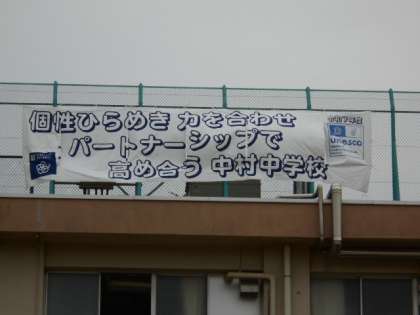 個性ひらめき 力を合わせ
パートナーシップで
高め合う 中村中学校
unesco